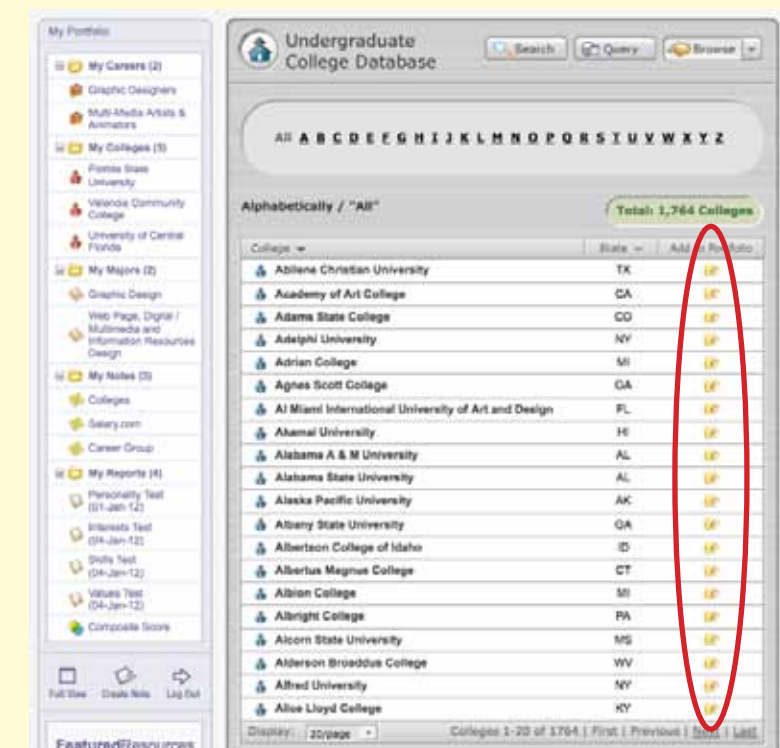 My Portfolio
My Careers (2)
Graphic Designers
Multi-Media Artists &
Animators
My Colleges (3)
Florida State
University
Valencia Community
College
University of Central
Florida
My Majors (2)
Graphic Design
Web Page, Digital /
Multimedia and
Information Resources
Design
My Notes (3)
Colleges
Salary.com
Career Group
My Reports (4)
Personality Test
(01-Jan-12)
Interests Test
(04-Jan-12)
Skills Test
(04-Jan-12)
Values Test
(04-Jan-12)
Composite Score
Full View Create Note Log Out
FeaturedResources
Undergraduate
College Database
Search Query Browse
All A B C D E F G H I J K L M N O P Q R S T U V W X Y Z
Alphabetically / "All"
Total: 1,764 Colleges
College State Add to Portfolio
Abilene Christian University TX
Academy of Art College CA
Adams State College CO
Adelphi University NY
Adrian College MI
Agnes Scott College GA
AI Miami International University of Art and Design FL
Akamai University HI
Alabama A & M University AL
Alabama State University AL
Alaska Pacific University AK
Albany State University GA
Albertson College of Idaho ID
Albertus Magnus College CT
Albion College MI
Albright College PA
Alcorn State University MS
Alderson Broaddus College WV
Alfred University NY
Alice Lloyd College KY
Display: 20/page Colleges 1-20 of 1764 | First | Previous | Next | Last